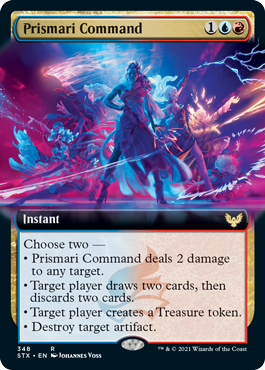 Prismari Command 1
Instant
Choose two —
• Prismari Command deals 2 damage
to any target.
• Target player draws two cards, then
discards two cards.
• Target player creates a Treasure token.
• Destroy target artifact.
348 R
STX • EN Johannes Voss
™ & © 2021 Wizards of the Coast